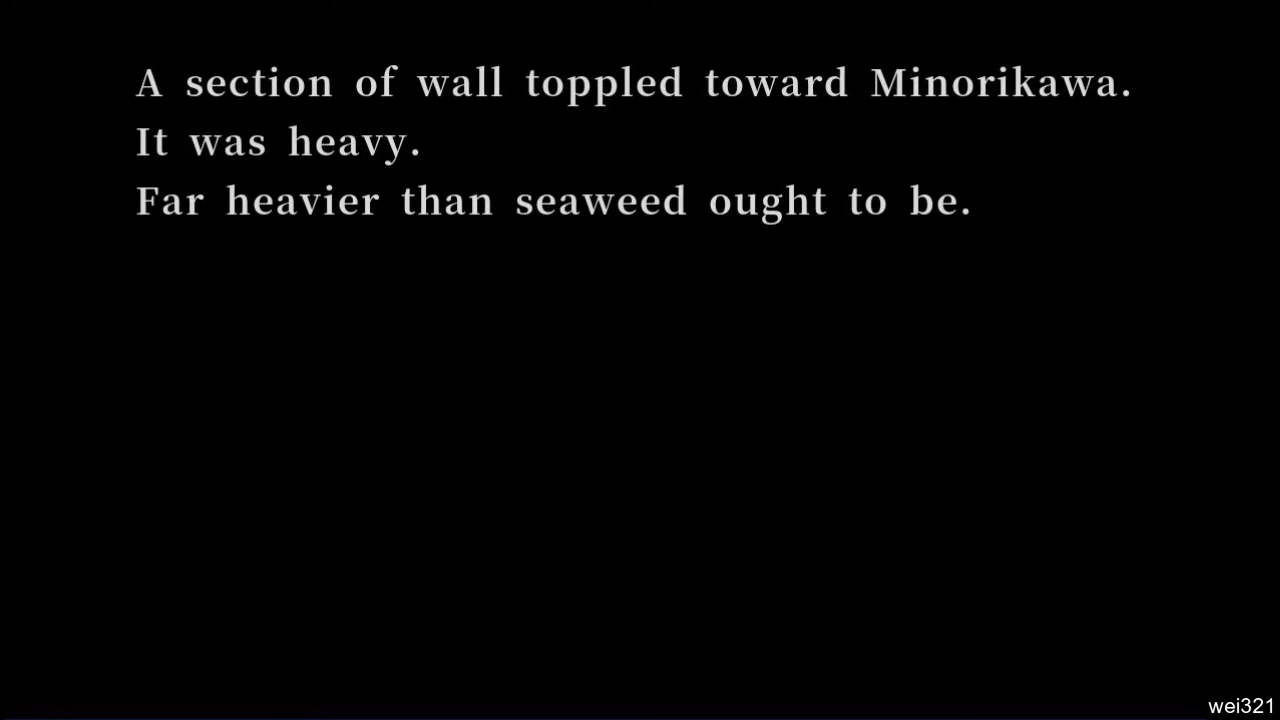 A section of wall toppled toward Minorikawa.
It was heavy.
Far heavier than seaweed ought to be.
wei321